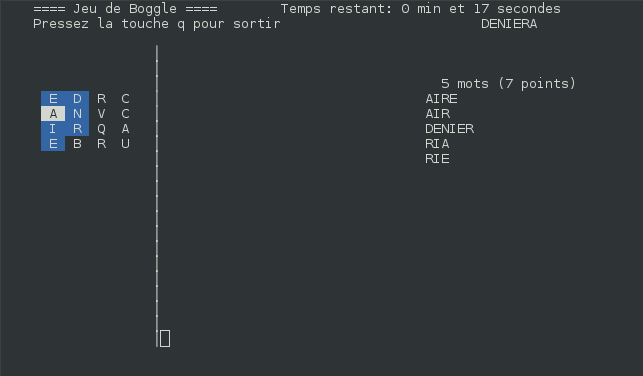 ==== Jeu de Boggle ==== Temps restant: 0 min et 17 secondes
Pressez la touche q pour sortir DENIERA
5 mots (7 points)
E D R C AIRE
A N V C AIR
I R Q A DENIER
E B R U RIA
RIE